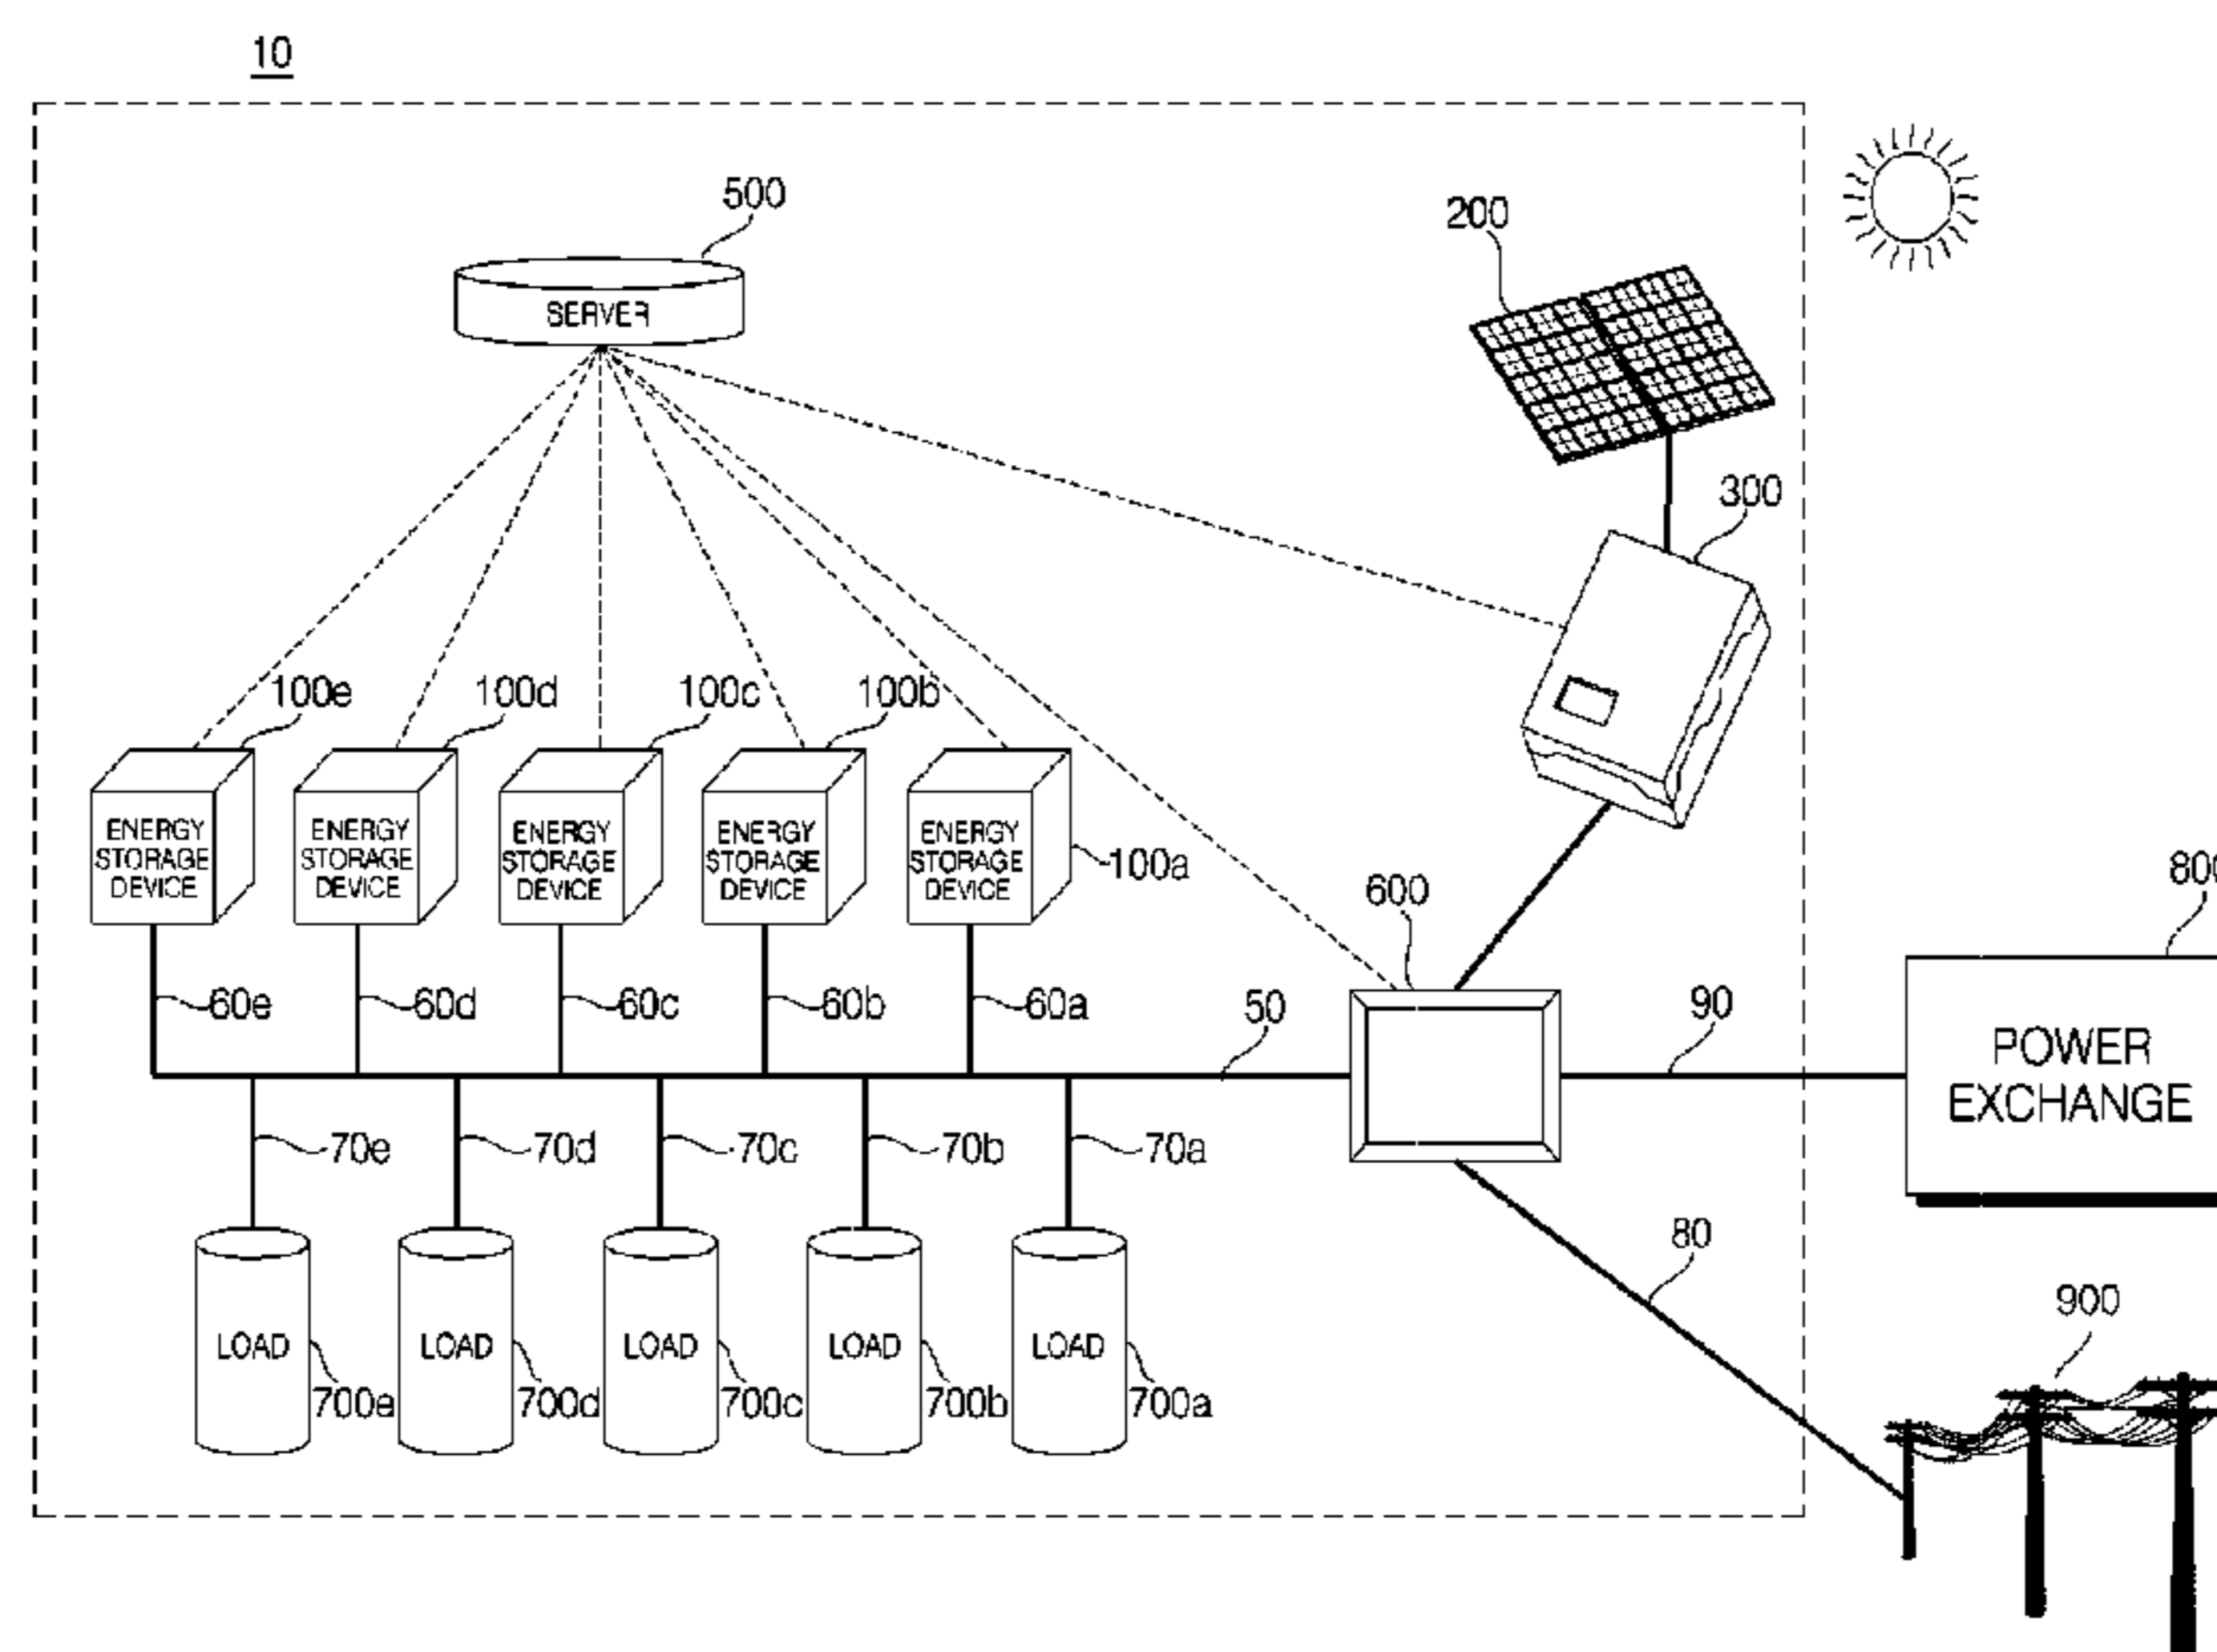 10
500
SERVER
200
300
100e
100d
100c
100b
ENERGY
STORAGE
DEVICE
ENERGY
STORAGE
DEVICE
ENERGY
STORAGE
DEVICE
ENERGY
STORAGE
DEVICE
ENERGY
STORAGE
DEVICE
100a
600
800
60e
60d
60c
60b
60a
50
90
POWER
EXCHANGE
70e
70d
70c
70b
70a
80
900
LOAD
LOAD
LOAD
LOAD
LOAD
700e
700d
700c
700b
700a